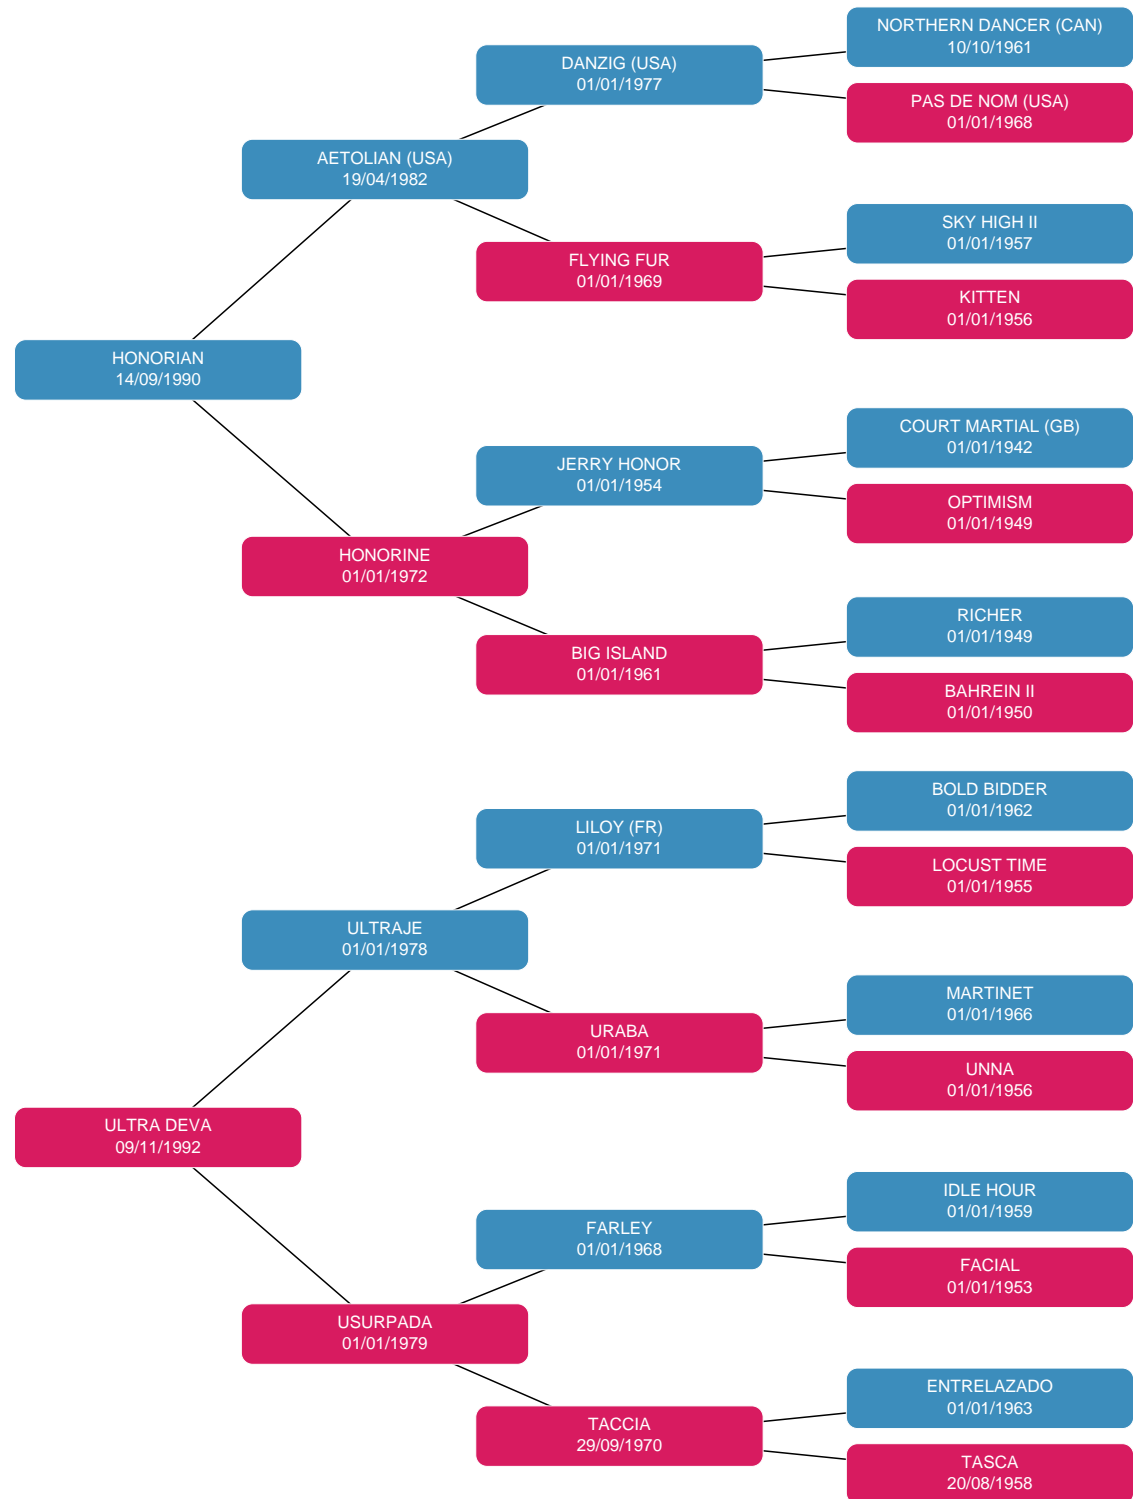 NORTHERN DANCER (CAN)
10/10/1961
DANZIG (USA)
01/01/1977
PAS DE NOM (USA)
01/01/1968
AETOLIAN (USA)
19/04/1982
SKY HIGH II
01/01/1957
FLYING FUR
01/01/1969
KITTEN
01/01/1956
HONORIAN
14/09/1990
COURT MARTIAL (GB)
01/01/1942
JERRY HONOR
01/01/1954
OPTIMISM
01/01/1949
HONORINE
01/01/1972
RICHER
01/01/1949
BIG ISLAND
01/01/1961
BAHREIN II
01/01/1950
BOLD BIDDER
01/01/1962
LILOY (FR)
01/01/1971
LOCUST TIME
01/01/1955
ULTRAJE
01/01/1978
MARTINET
01/01/1966
URABA
01/01/1971
UNNA
01/01/1956
ULTRA DEVA
09/11/1992
IDLE HOUR
01/01/1959
FARLEY
01/01/1968
FACIAL
01/01/1953
USURPADA
01/01/1979
ENTRELAZADO
01/01/1963
TACCIA
29/09/1970
TASCA
20/08/1958